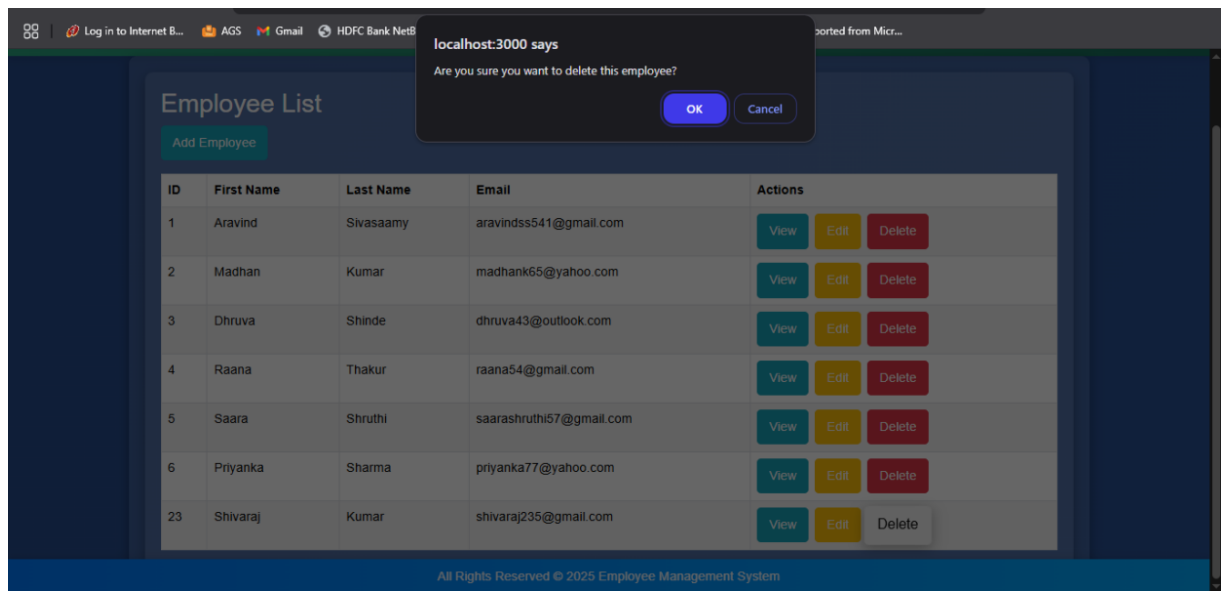 Log in to Internet B... AGS Gmail HDFC Bank NetB ported from Micr...
localhost:3000 says
Are you sure you want to delete this employee?
OK Cancel
Employee List
Add Employee
ID First Name Last Name Email Actions
1 Aravind Sivasaamy aravindss541@gmail.com View Edit Delete
2 Madhan Kumar madhank65@yahoo.com View Edit Delete
3 Dhruva Shinde dhruva43@outlook.com View Edit Delete
4 Raana Thakur raana54@gmail.com View Edit Delete
5 Saara Shruthi saarashruthi57@gmail.com View Edit Delete
6 Priyanka Sharma priyanka77@yahoo.com View Edit Delete
23 Shivaraj Kumar shivaraj235@gmail.com View Edit Delete
All Rights Reserved © 2025 Employee Management System